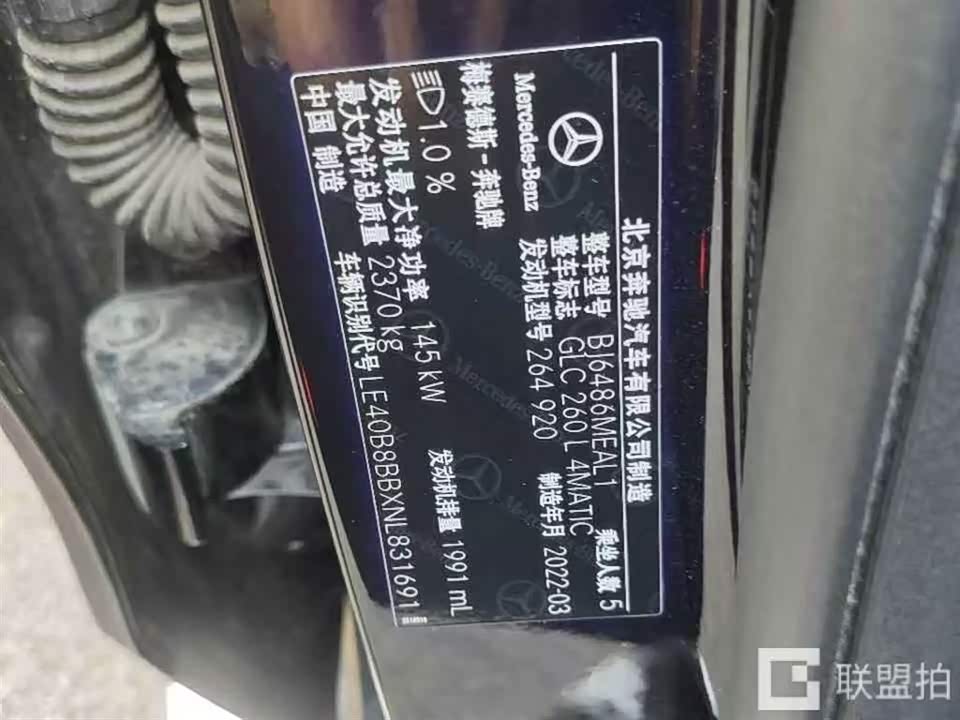 北京奔驰汽车有限公司制造
整车型号 BJ6486MEAL1 乘坐人数 5
整车标志 GLC 260 L 4MATIC
发动机型号 264 920 制造年月 2022-03
Mercedes-Benz
梅赛德斯-奔驰牌
1.0 % 发动机排量 1991 mL
发动机最大净功率 145 kW
最大允许总质量 2370 kg
中国 制造 车辆识别代号 LE40B8BBXNL831691
联盟拍